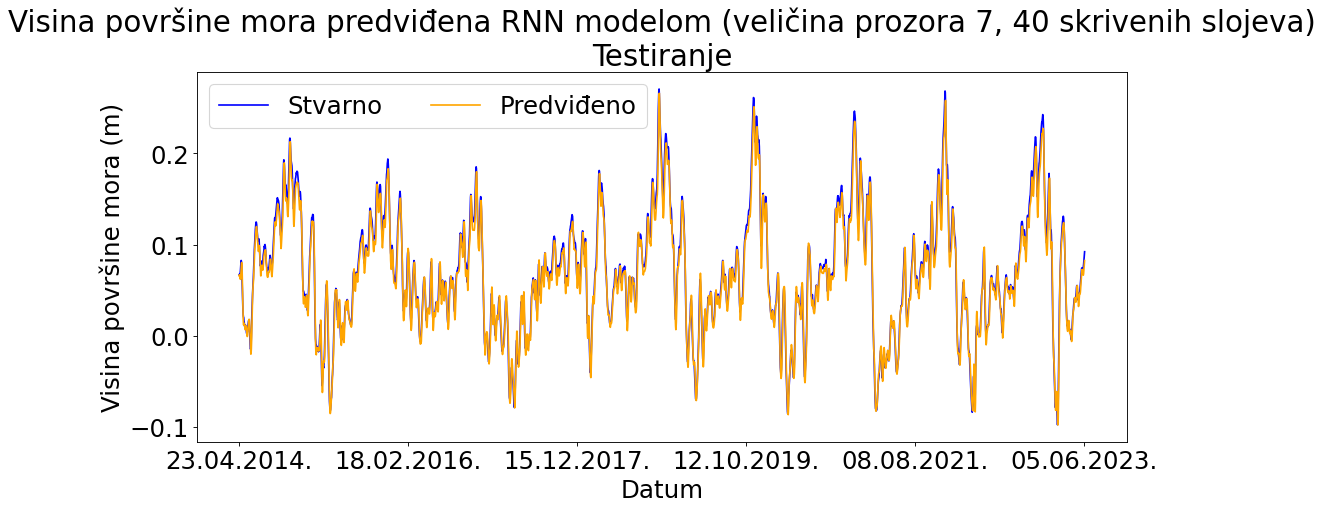 Visina površine mora predviđena RNN modelom (veličina prozora 7, 40 skrivenih slojeva)
Testiranje
Stvarno Predviđeno
Visina površine mora (m)
0.2
0.1
0.0
−0.1
23.04.2014. 18.02.2016. 15.12.2017. 12.10.2019. 08.08.2021. 05.06.2023.
Datum